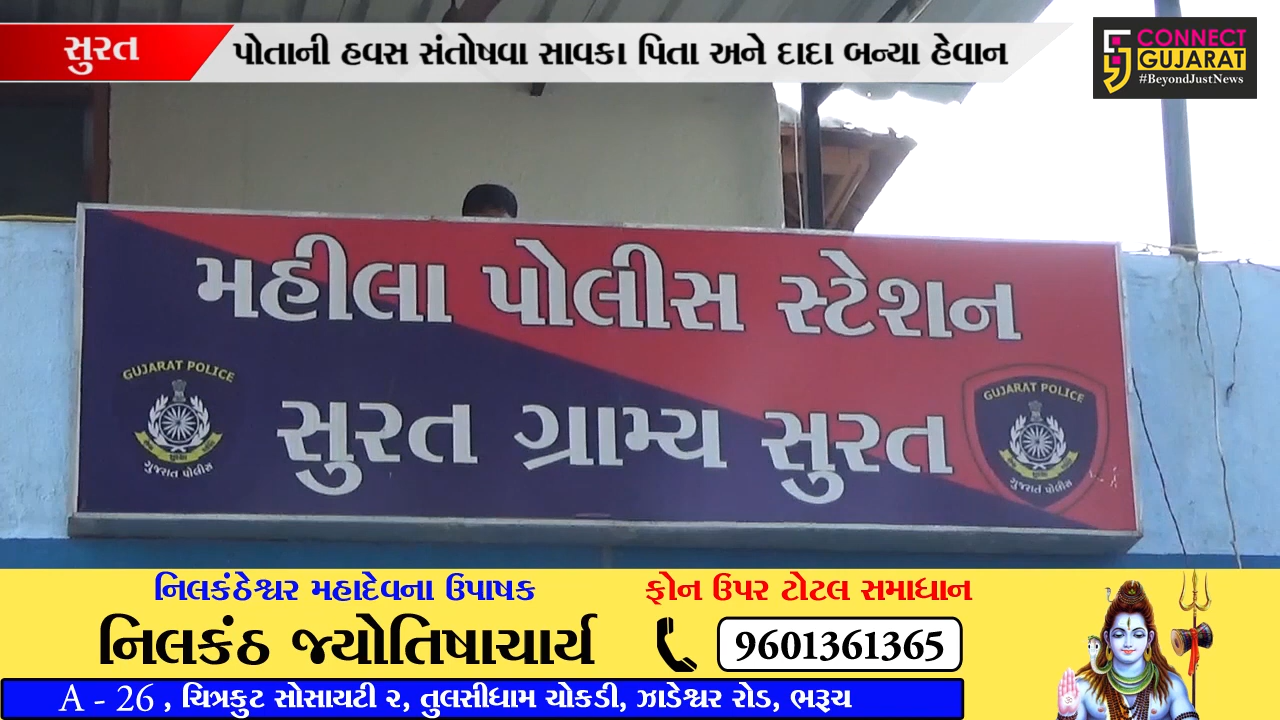 સુરત
પોતાની હવસ સંતોષવા સાવકા પિતા અને દાદા બન્યા હેવાન
CONNECT
GUJARAT
#BeyondJustNews
મહીલા પોલીસ સ્ટેશન
સુરત ગ્રામ્ય સુરત
GUJARAT POLICE
ગુજરાત પોલીસ
GUJARAT POLICE
ગુજરાત પોલીસ
નિલકંઠેશ્વર મહાદેવના ઉપાષક
ફોન ઉપર ટોટલ સમાધાન
નિલકંઠ જ્યોતિષાચાર્ય
9601361365
A - 26 , ચિત્રકુટ સોસાયટી ૨, તુલસીધામ ચોકડી, ઝાડેશ્વર રોડ, ભરૂચ